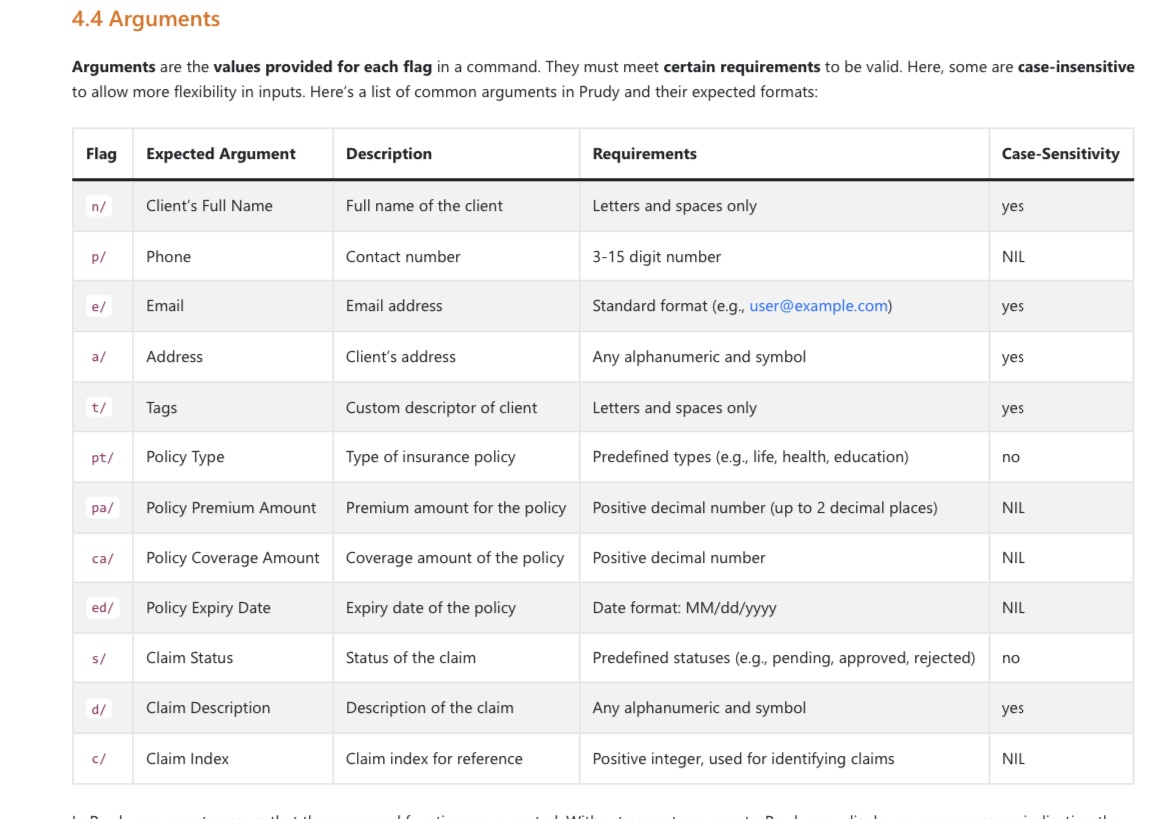 4.4 Arguments
Arguments are the values provided for each flag in a command. They must meet certain requirements to be valid. Here, some are case-insensitive
to allow more flexibility in inputs. Here's a list of common arguments in Prudy and their expected formats:
Flag Expected Argument Description Requirements Case-Sensitivity
n/ Client's Full Name Full name of the client Letters and spaces only yes
p/ Phone Contact number 3-15 digit number NIL
e/ Email Email address Standard format (e.g., user@example.com) yes
a/ Address Client's address Any alphanumeric and symbol yes
t/ Tags Custom descriptor of client Letters and spaces only yes
pt/ Policy Type Type of insurance policy Predefined types (e.g., life, health, education) no
pa/ Policy Premium Amount Premium amount for the policy Positive decimal number (up to 2 decimal places) NIL
ca/ Policy Coverage Amount Coverage amount of the policy Positive decimal number NIL
ed/ Policy Expiry Date Expiry date of the policy Date format: MM/dd/yyyy NIL
s/ Claim Status Status of the claim Predefined statuses (e.g., pending, approved, rejected) no
d/ Claim Description Description of the claim Any alphanumeric and symbol yes
c/ Claim Index Claim index for reference Positive integer, used for identifying claims NIL